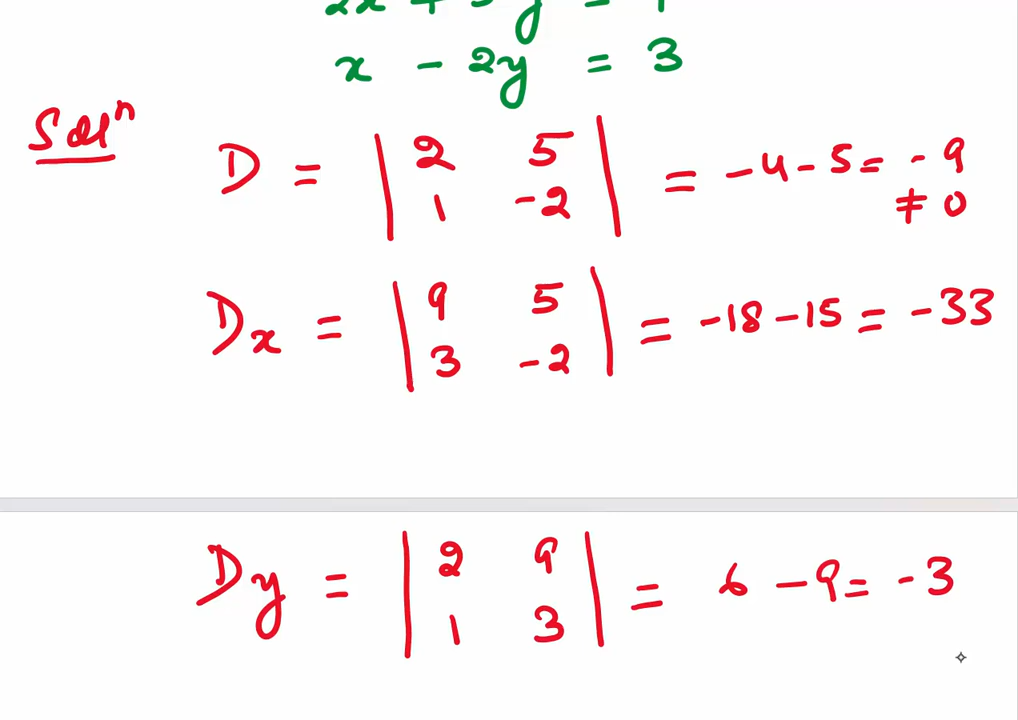 x - 2y = 3
Solⁿ
D = | 2 5 | = -4 - 5 = -9
| 1 -2 | ≠ 0
Dx = | 9 5 | = -18 - 15 = -33
| 3 -2 |
Dy = | 2 9 | = 6 - 9 = -3
| 1 3 |